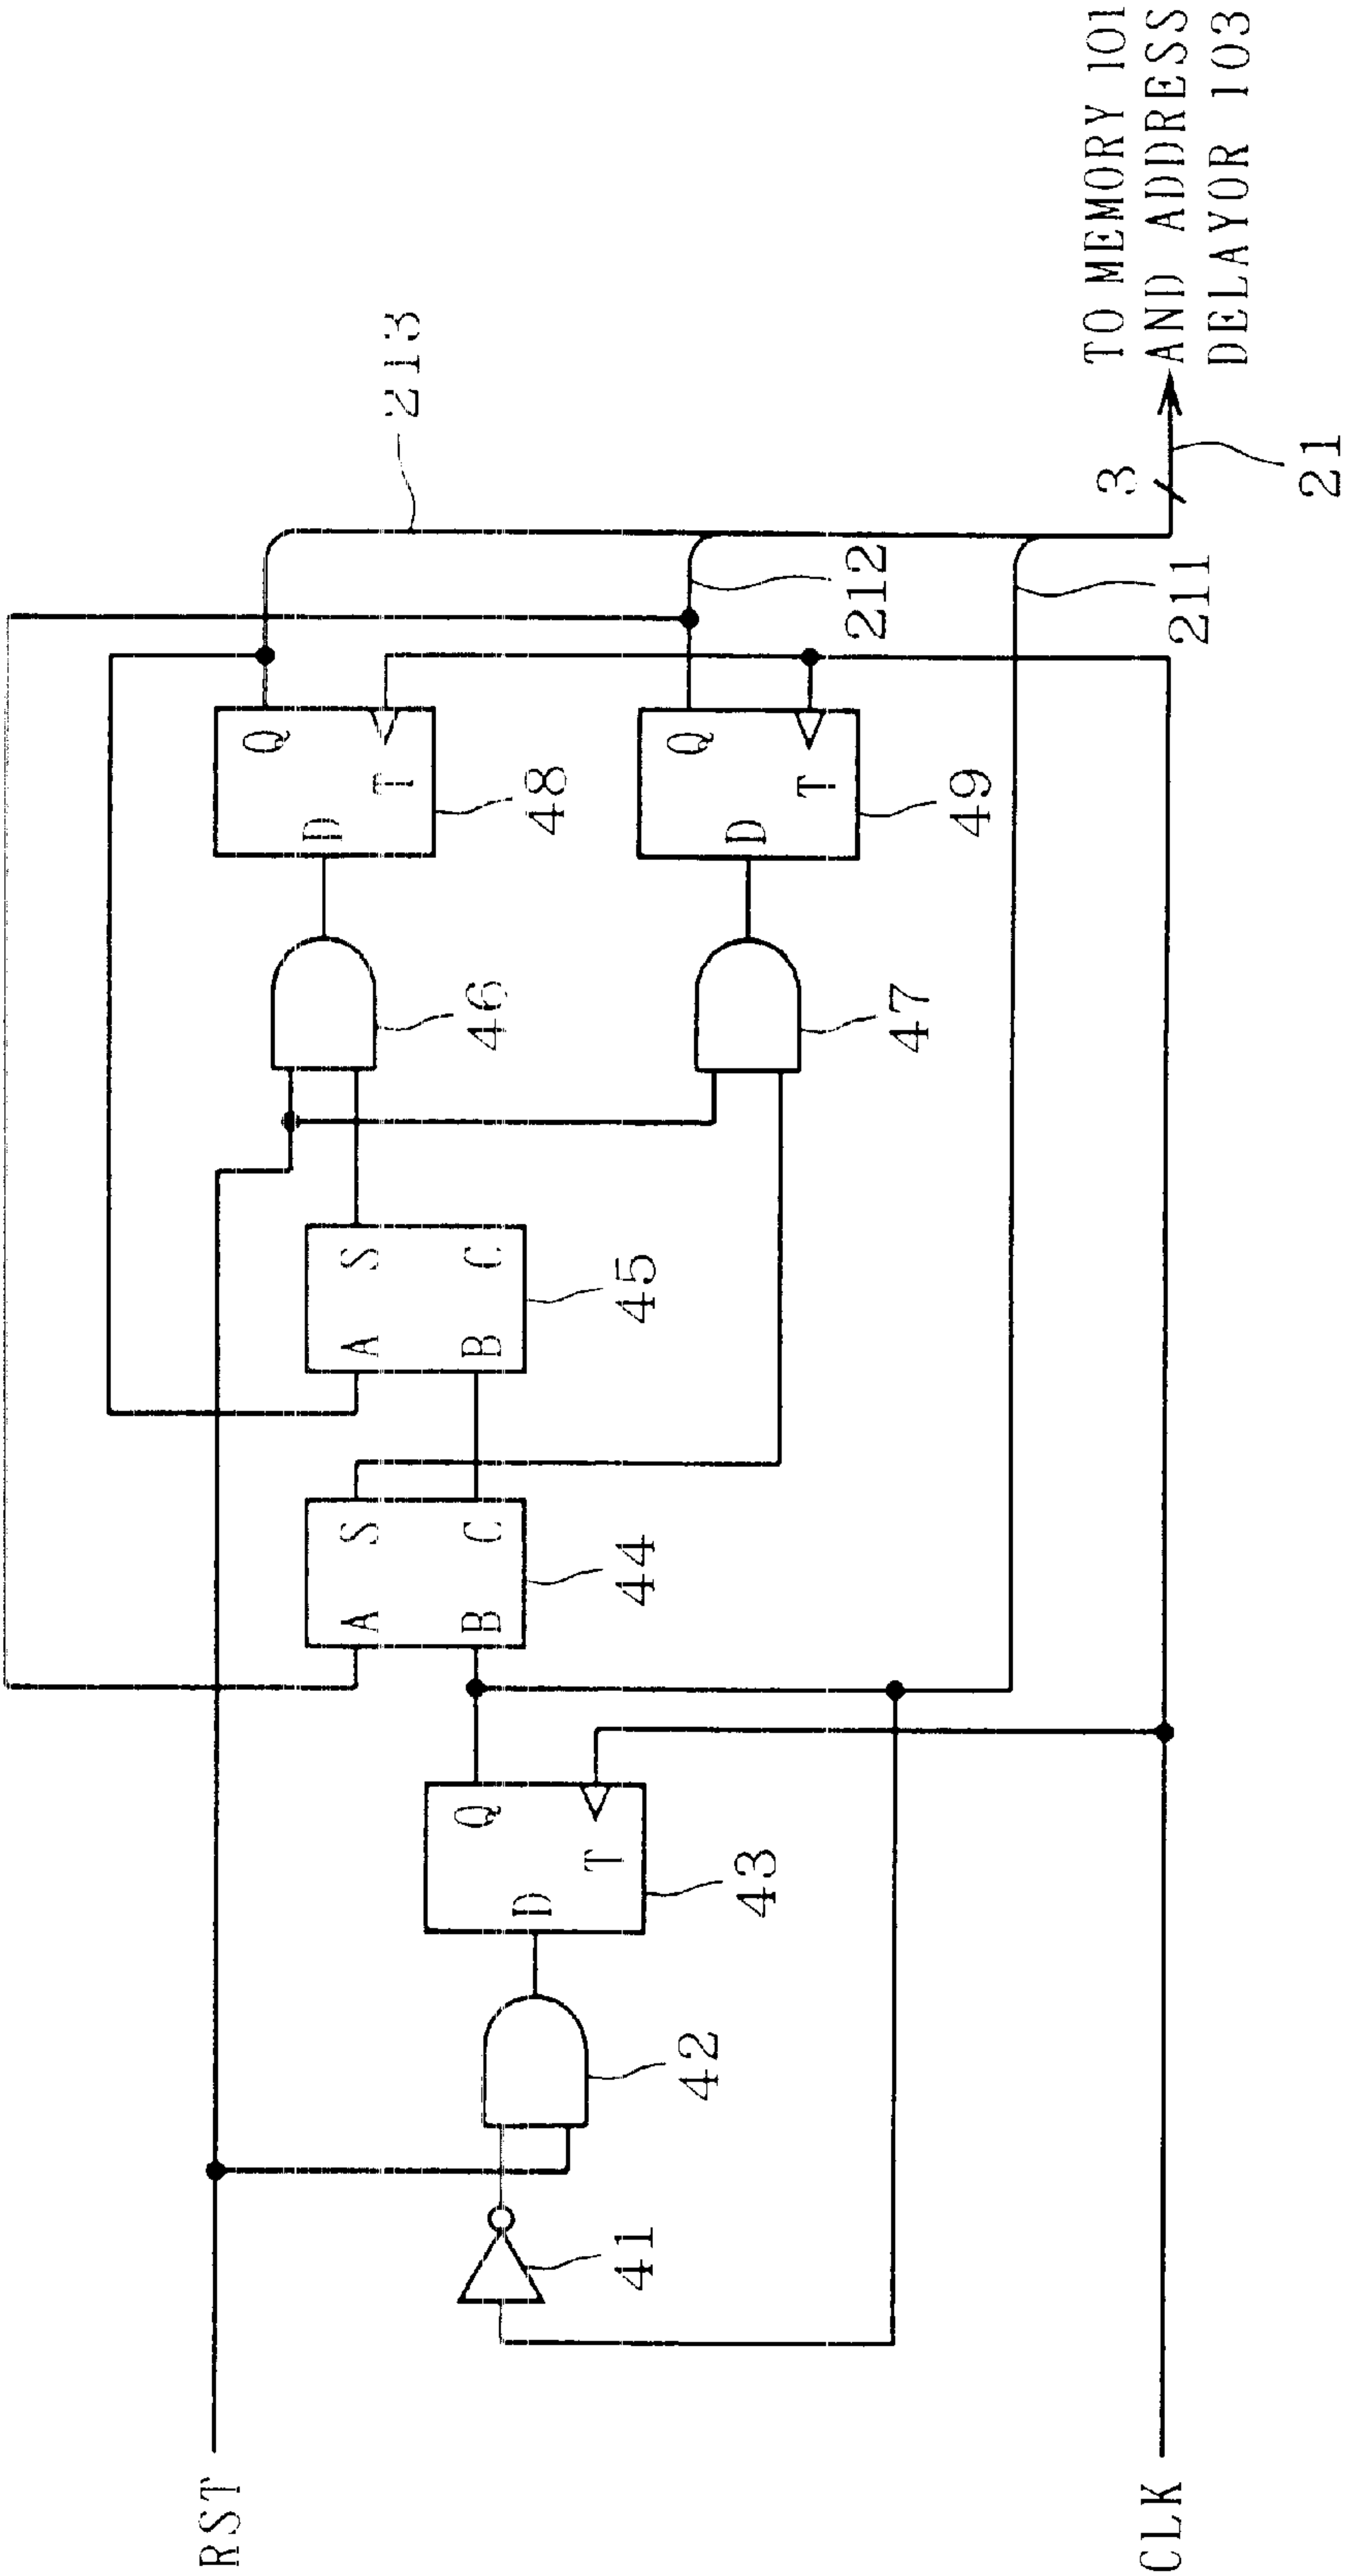 RST
CLK
41
42
D
Q
T
43
A
S
B
C
44
A
S
B
C
45
46
47
D
Q
T
48
D
Q
T
49
213
212
211
3
21
TO MEMORY 101
AND ADDRESS
DELAYOR 103